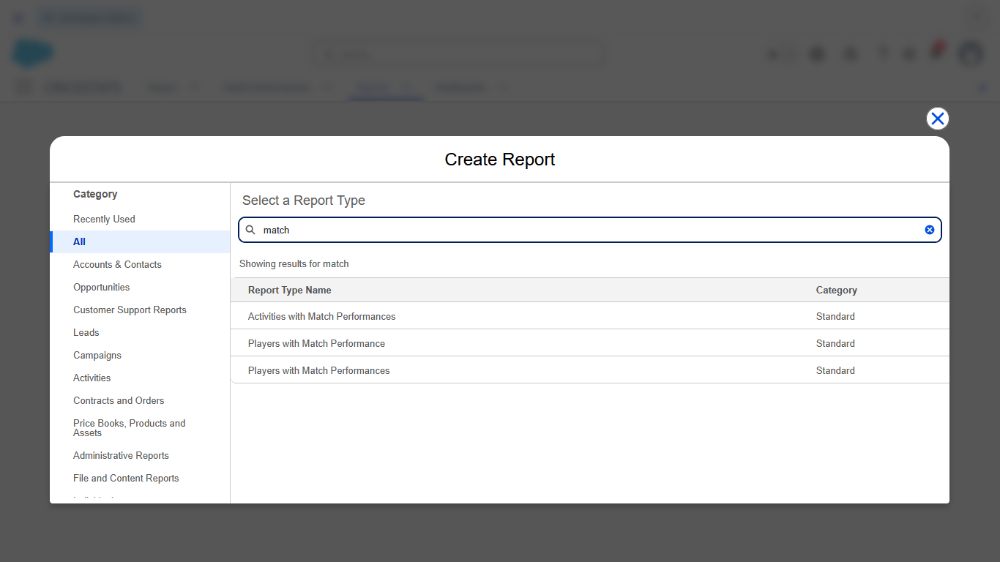 Create Report
Category
Recently Used
All
Accounts & Contacts
Opportunities
Customer Support Reports
Leads
Campaigns
Activities
Contracts and Orders
Price Books, Products and
Assets
Administrative Reports
File and Content Reports
Select a Report Type
match
Showing results for match
Report Type Name Category
Activities with Match Performances Standard
Players with Match Performance Standard
Players with Match Performances Standard